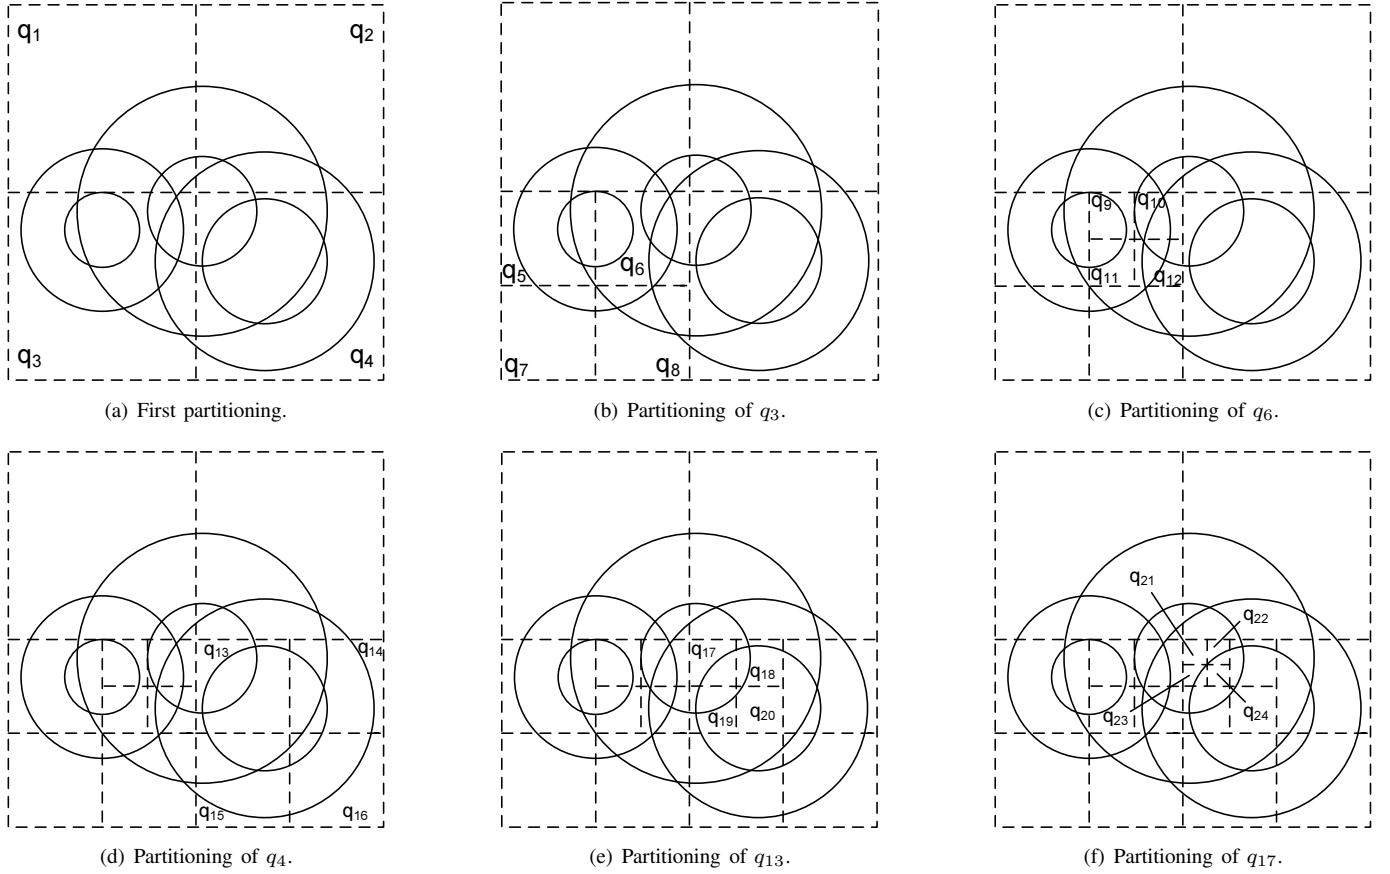 q1 q2
q3 q4
(a) First partitioning.
q5 q6
q7 q8
(b) Partitioning of q3.
q9 q10
q11 q12
(c) Partitioning of q6.
q13 q14
q15 q16
(d) Partitioning of q4.
q17
q18
q19 q20
(e) Partitioning of q13.
q21
q22
q23 q24
(f) Partitioning of q17.